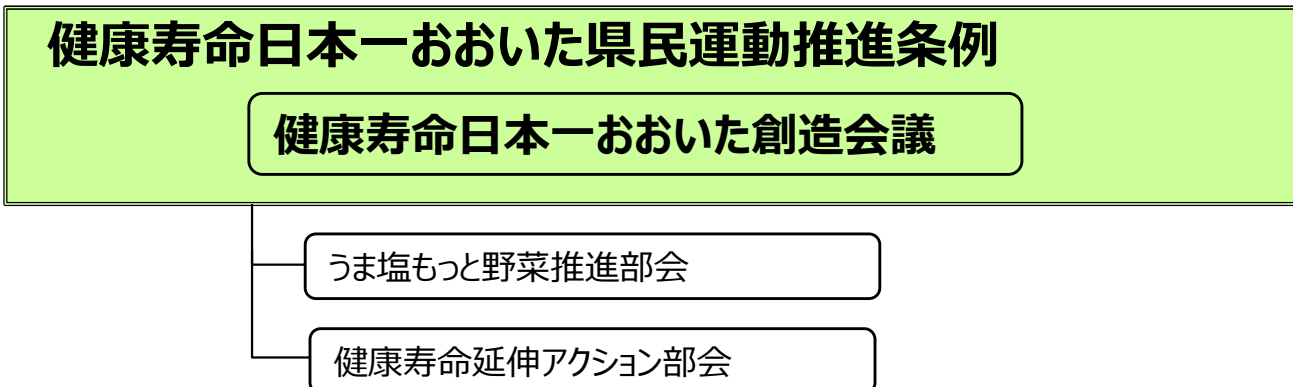 健康寿命日本一おおいた県民運動推進条例
健康寿命日本一おおいた創造会議
うま塩もっと野菜推進部会
健康寿命延伸アクション部会